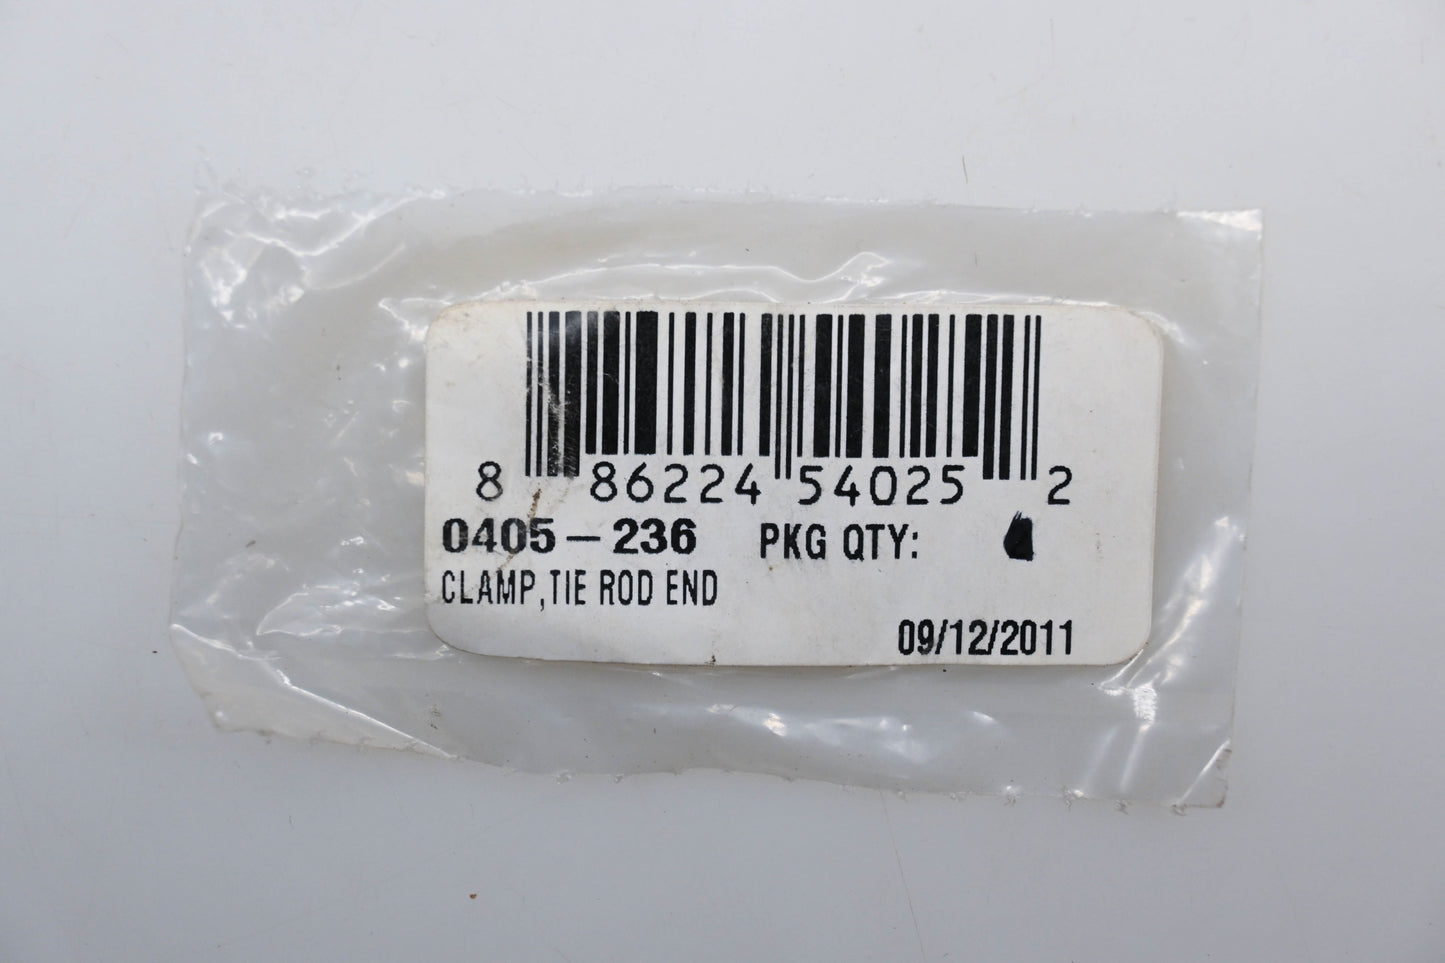 8 86224 54025 2
0405-236 PKG QTY:
CLAMP,TIE ROD END
09/12/2011